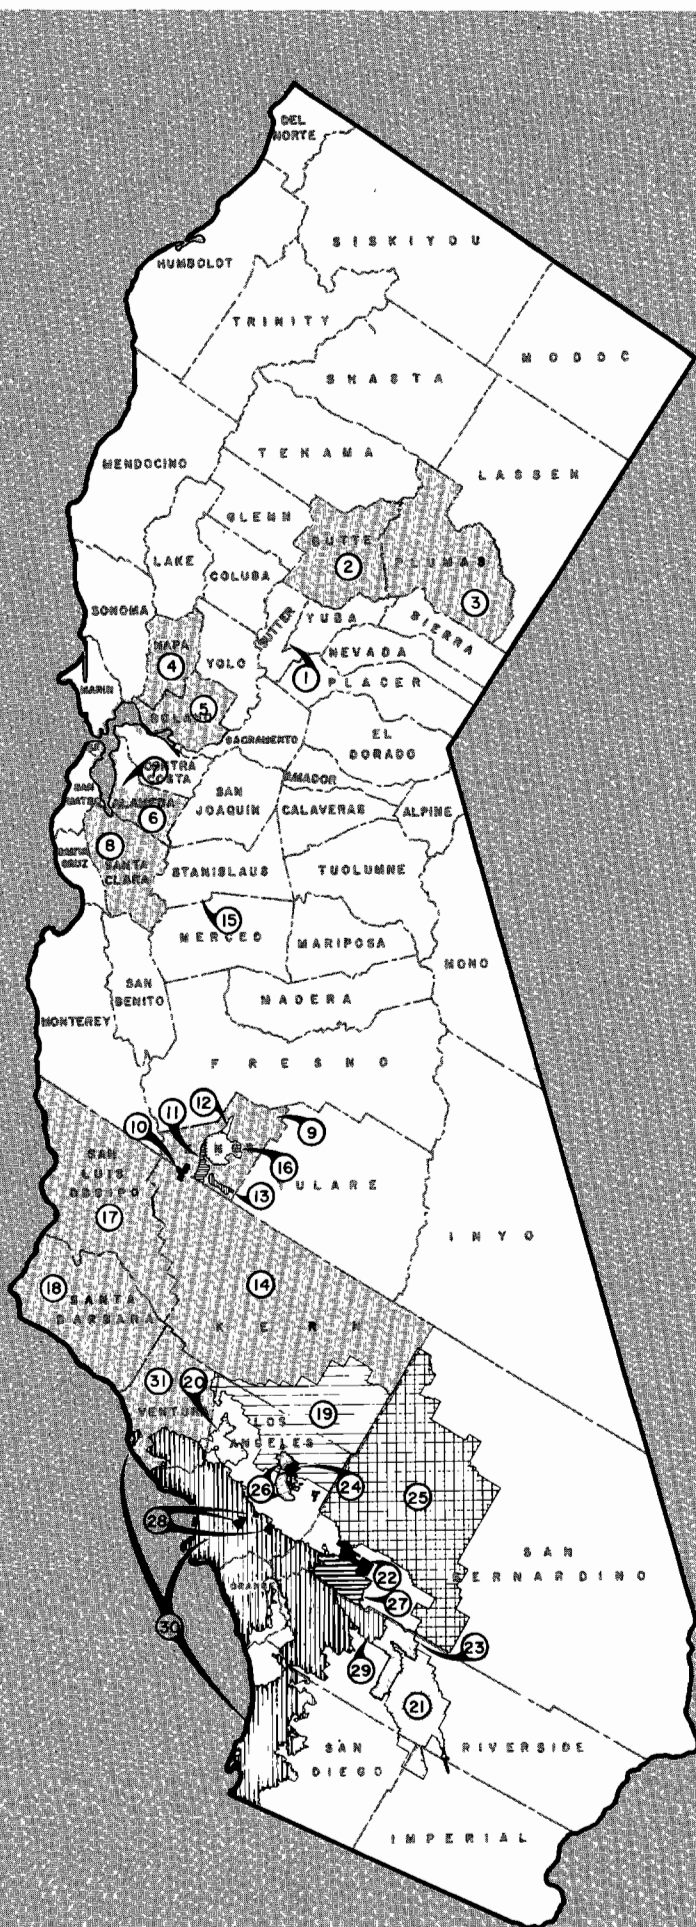 DEL
NORTE
SISKIYOU
HUMBOLDT
TRINITY
MODOC
SHASTA
TEHAMA
MENDOCINO
LASSEN
GLENN
BUTTE
PLUMAS
LAKE
2
COLUSA
3
SONOMA
SUTTER
YUBA
SIERRA
NAPA
NEVADA
4
YOLO
1
PLACER
MARIN
5
SOLANO
EL
DORADO
SACRAMENTO
CONTRA
COSTA
7
SAN
MATEO
SAN
JOAQUIN
AMADOR
ALAMEDA
CALAVERAS
ALPINE
6
8
SANTA
CRUZ
SANTA
CLARA
STANISLAUS
TUOLUMNE
15
MERCED
MARIPOSA
MONO
SAN
BENITO
MADERA
MONTEREY
FRESNO
12
11
10
9
SAN
LUIS
OBISPO
16
13
TULARE
17
INYO
14
18
SANTA
BARBARA
KERN
31
20
VENTURA
19
LOS
ANGELES
26
24
25
28
SAN
BERNARDINO
22
ORANGE
27
30
23
29
21
SAN
DIEGO
RIVERSIDE
IMPERIAL